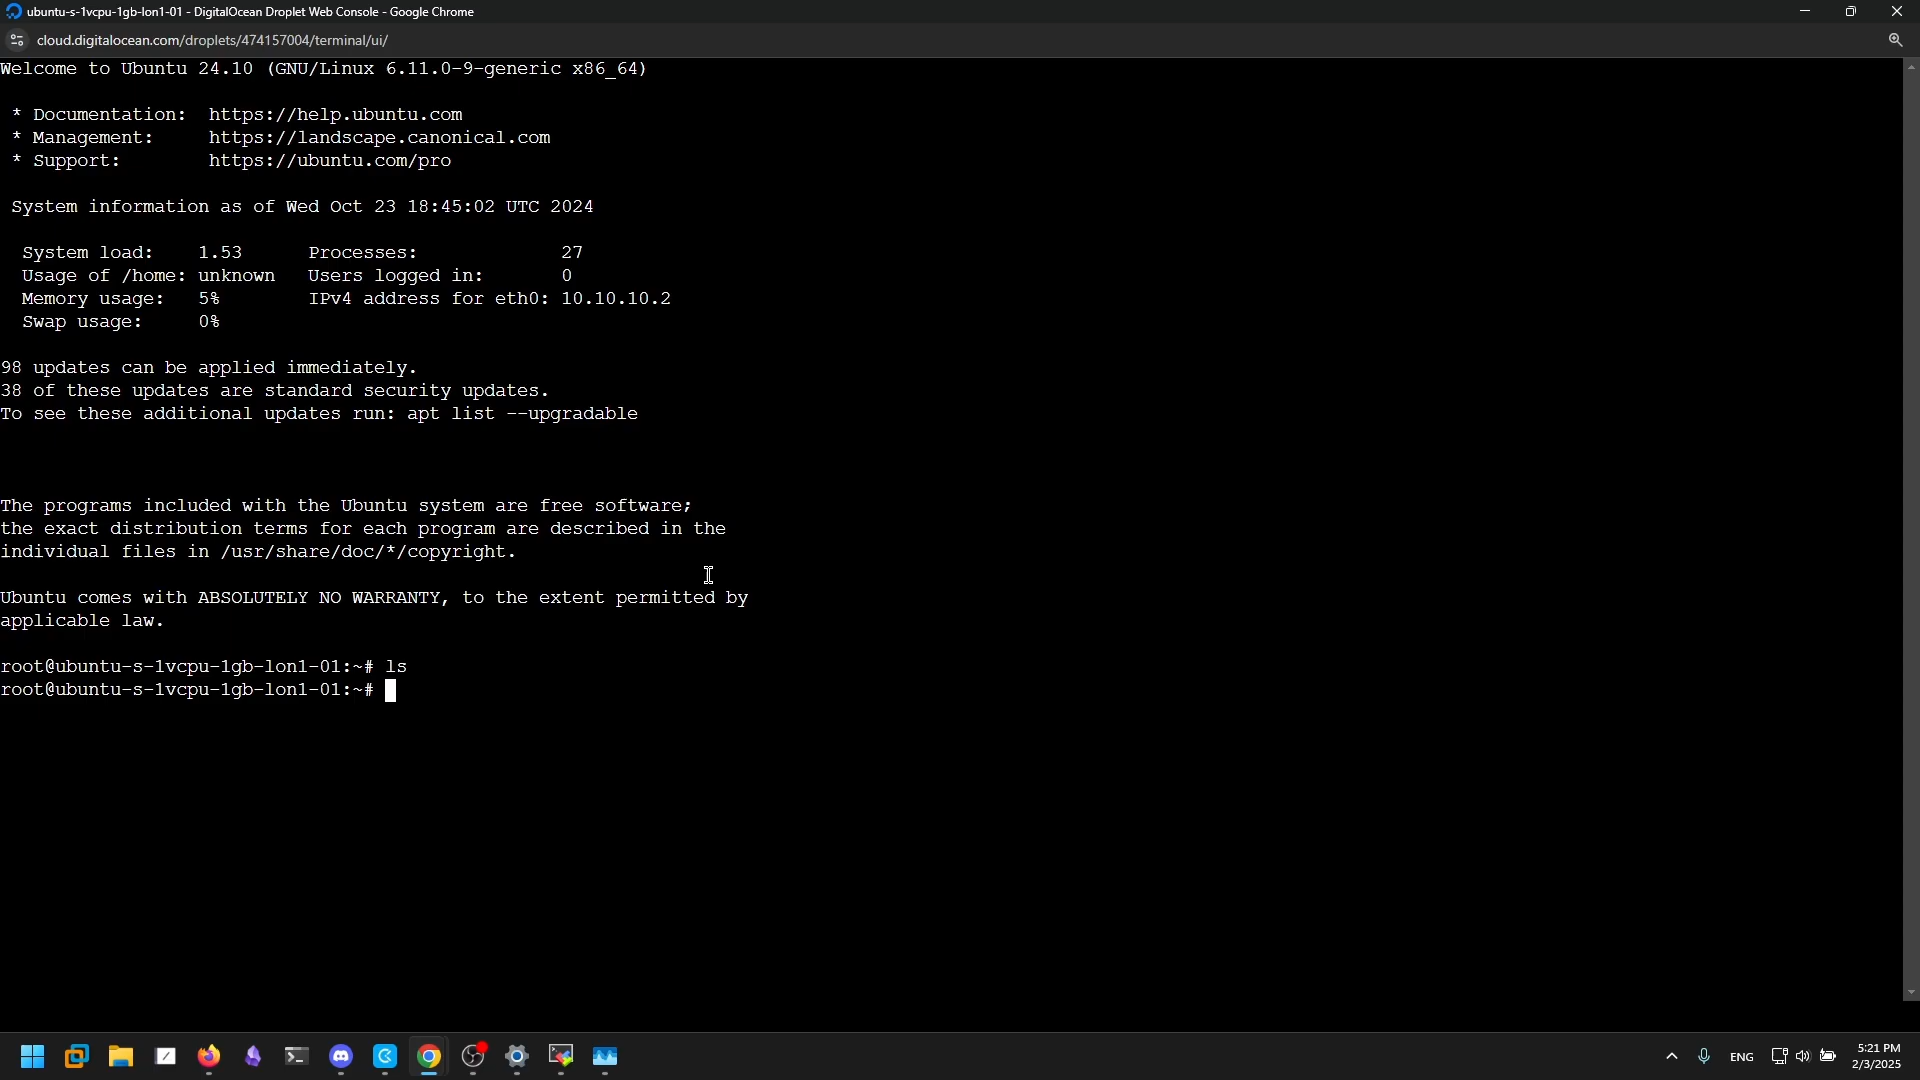 ubuntu-s-1vcpu-1gb-lon1-01 - DigitalOcean Droplet Web Console - Google Chrome
cloud.digitalocean.com/droplets/474157004/terminal/ui/
Welcome to Ubuntu 24.10 (GNU/Linux 6.11.0-9-generic x86_64)
* Documentation: https://help.ubuntu.com
* Management: https://landscape.canonical.com
* Support: https://ubuntu.com/pro
System information as of Wed Oct 23 18:45:02 UTC 2024
System load: 1.53 Processes: 27
Usage of /home: unknown Users logged in: 0
Memory usage: 5% IPv4 address for eth0: 10.10.10.2
Swap usage: 0%
98 updates can be applied immediately.
38 of these updates are standard security updates.
To see these additional updates run: apt list --upgradable
The programs included with the Ubuntu system are free software;
the exact distribution terms for each program are described in the
individual files in /usr/share/doc/*/copyright.
Ubuntu comes with ABSOLUTELY NO WARRANTY, to the extent permitted by
applicable law.
root@ubuntu-s-1vcpu-1gb-lon1-01:~# ls
root@ubuntu-s-1vcpu-1gb-lon1-01:~#
ENG
5:21 PM
2/3/2025